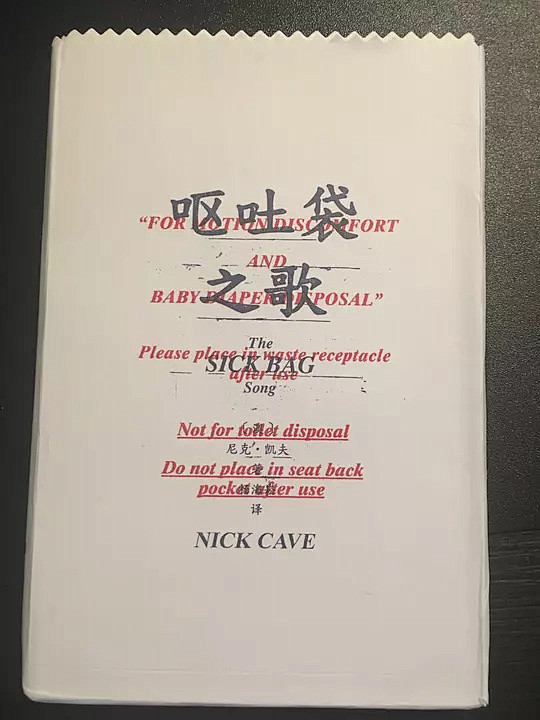 呕吐袋
“FOR MOTION DISCOMFORT
AND
之歌
BABY DIAPER DISPOSAL”
The
Please place in waste receptacle
SICK BAG
after use
Song
Not for toilet disposal
尼克·凯夫
Do not place in seat back
pocket after use
译
NICK CAVE